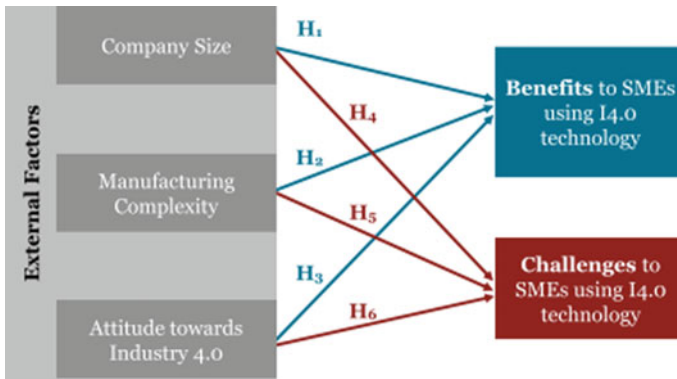 External Factors
Company Size
Manufacturing
Complexity
Attitude towards
Industry 4.0
H₁
H₄
H₂
H₅
H₃
H₆
Benefits to SMEs
using I4.0
technology
Challenges to
SMEs using I4.0
technology